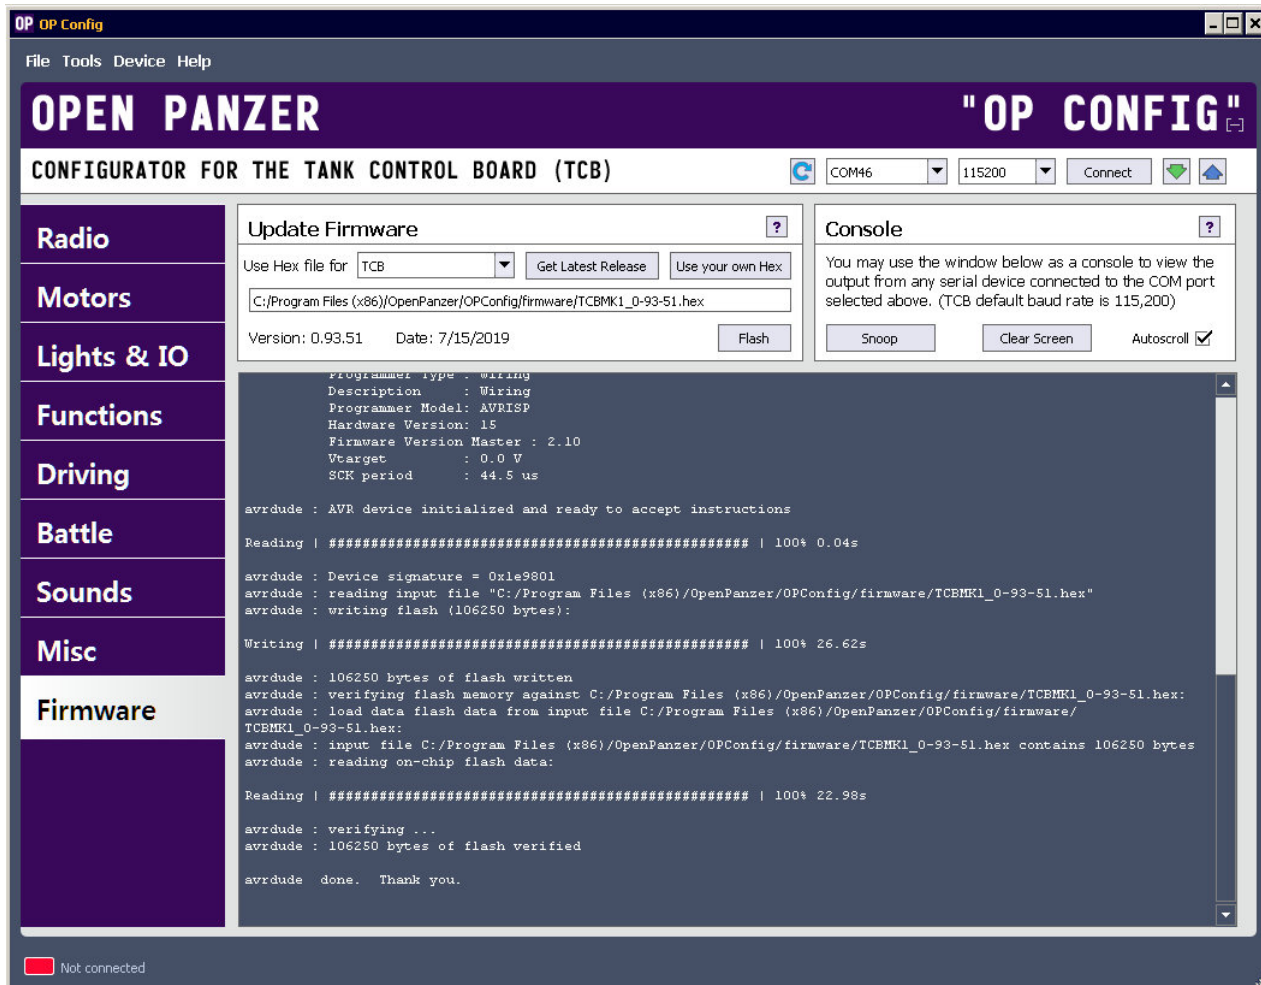 OP OP Config
File Tools Device Help
OPEN PANZER
"OP CONFIG"
[-]
CONFIGURATOR FOR THE TANK CONTROL BOARD (TCB)
COM46
115200
Connect
Radio
Motors
Lights & IO
Functions
Driving
Battle
Sounds
Misc
Firmware
Update Firmware
?
Use Hex file for TCB Get Latest Release Use your own Hex
C:/Program Files (x86)/OpenPanzer/OPConfig/firmware/TCBMK1_0-93-51.hex
Version: 0.93.51 Date: 7/15/2019 Flash
Console
?
You may use the window below as a console to view the
output from any serial device connected to the COM port
selected above. (TCB default baud rate is 115,200)
Snoop Clear Screen Autoscroll
Programmer Type : Wiring
Description : Wiring
Programmer Model: AVRISP
Hardware Version: 15
Firmware Version Master : 2.10
Vtarget : 0.0 V
SCK period : 44.5 us
avrdude : AVR device initialized and ready to accept instructions
Reading | ################################################## | 100% 0.04s
avrdude : Device signature = 0x1e9801
avrdude : reading input file "C:/Program Files (x86)/OpenPanzer/OPConfig/firmware/TCBMK1_0-93-51.hex"
avrdude : writing flash (106250 bytes):
Writing | ################################################## | 100% 26.62s
avrdude : 106250 bytes of flash written
avrdude : verifying flash memory against C:/Program Files (x86)/OpenPanzer/OPConfig/firmware/TCBMK1_0-93-51.hex:
avrdude : load data flash data from input file C:/Program Files (x86)/OpenPanzer/OPConfig/firmware/
TCBMK1_0-93-51.hex:
avrdude : input file C:/Program Files (x86)/OpenPanzer/OPConfig/firmware/TCBMK1_0-93-51.hex contains 106250 bytes
avrdude : reading on-chip flash data:
Reading | ################################################## | 100% 22.98s
avrdude : verifying ...
avrdude : 106250 bytes of flash verified
avrdude done. Thank you.
Not connected